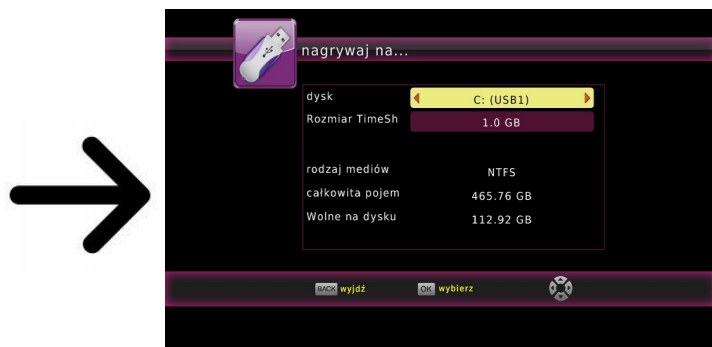 nagrywaj na...
dysk C: (USB1)
Rozmiar TimeSh 1.0 GB
rodzaj mediów NTFS
całkowita pojem 465.76 GB
Wolne na dysku 112.92 GB
BACK wyjdź OK wybierz